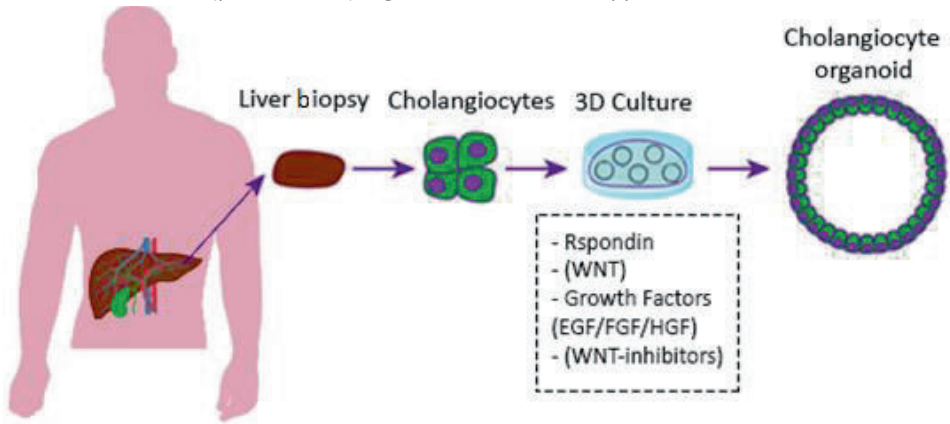 Liver biopsy
Cholangiocytes
3D Culture
Cholangiocyte
organoid
- Rspondin
- (WNT)
- Growth Factors
(EGF/FGF/HGF)
- (WNT-inhibitors)